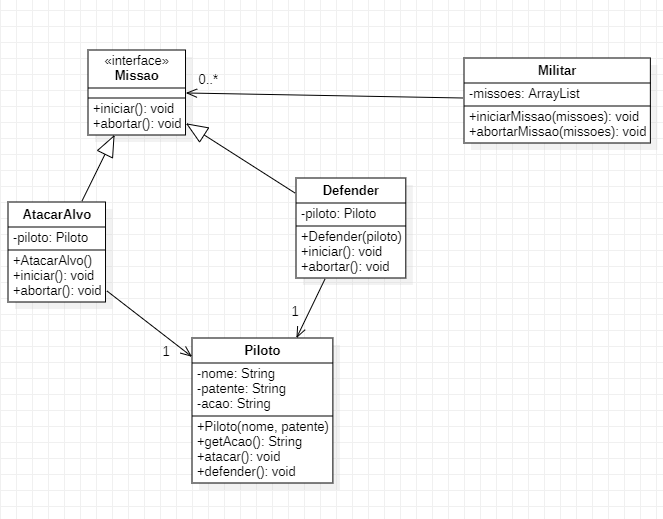 «interface»
Missao
+iniciar(): void
+abortar(): void
0..*
Militar
-missoes: ArrayList
+iniciarMissao(missoes): void
+abortarMissao(missoes): void
AtacarAlvo
-piloto: Piloto
+AtacarAlvo()
+iniciar(): void
+abortar(): void
Defender
-piloto: Piloto
+Defender(piloto)
+iniciar(): void
+abortar(): void
1
1
Piloto
-nome: String
-patente: String
-acao: String
+Piloto(nome, patente)
+getAcao(): String
+atacar(): void
+defender(): void